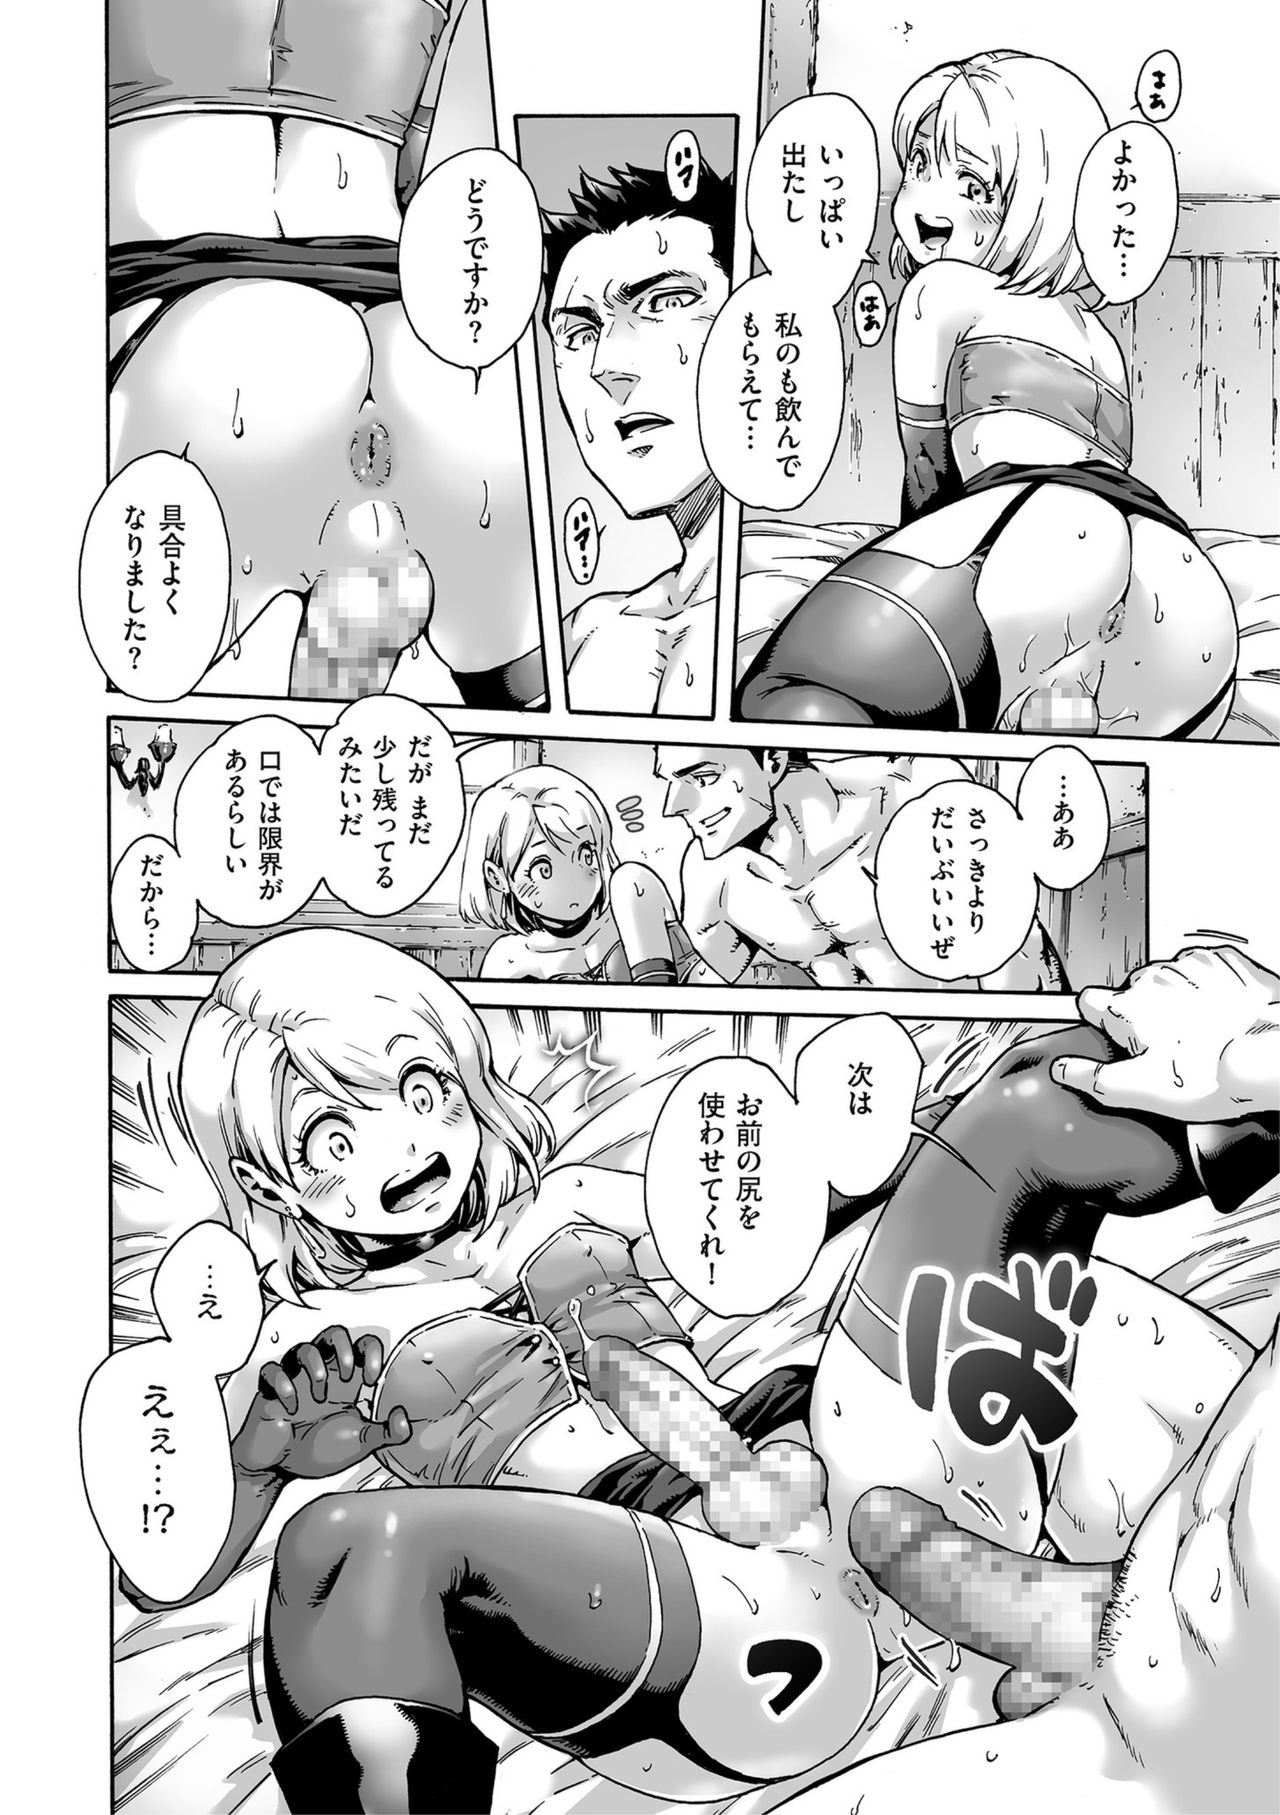 はぁ
よかった…
はぁ
いっぱい
出たし
私のも飲んで
もらえて…
ハァ
ハァ…
どうですか？
具合よく
なりました？
…ああ
さっきより
だいぶいいぜ
だが まだ
少し残ってる
みたいだ
口では限界が
あるらしい
だから…
次は
お前の尻を
使わせてくれ！
ばっ
…え
えぇ…!?